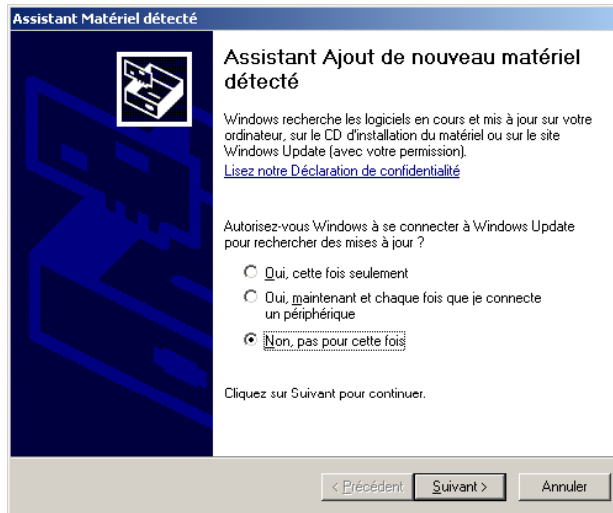 Assistant Matériel détecté
Assistant Ajout de nouveau matériel
détecté
Windows recherche les logiciels en cours et mis à jour sur votre
ordinateur, sur le CD d'installation du matériel ou sur le site
Windows Update (avec votre permission).
Lisez notre Déclaration de confidentialité
Autorisez-vous Windows à se connecter à Windows Update
pour rechercher des mises à jour ?
Oui, cette fois seulement
Oui, maintenant et chaque fois que je connecte
un périphérique
Non, pas pour cette fois
Cliquez sur Suivant pour continuer.
< Précédent Suivant > Annuler